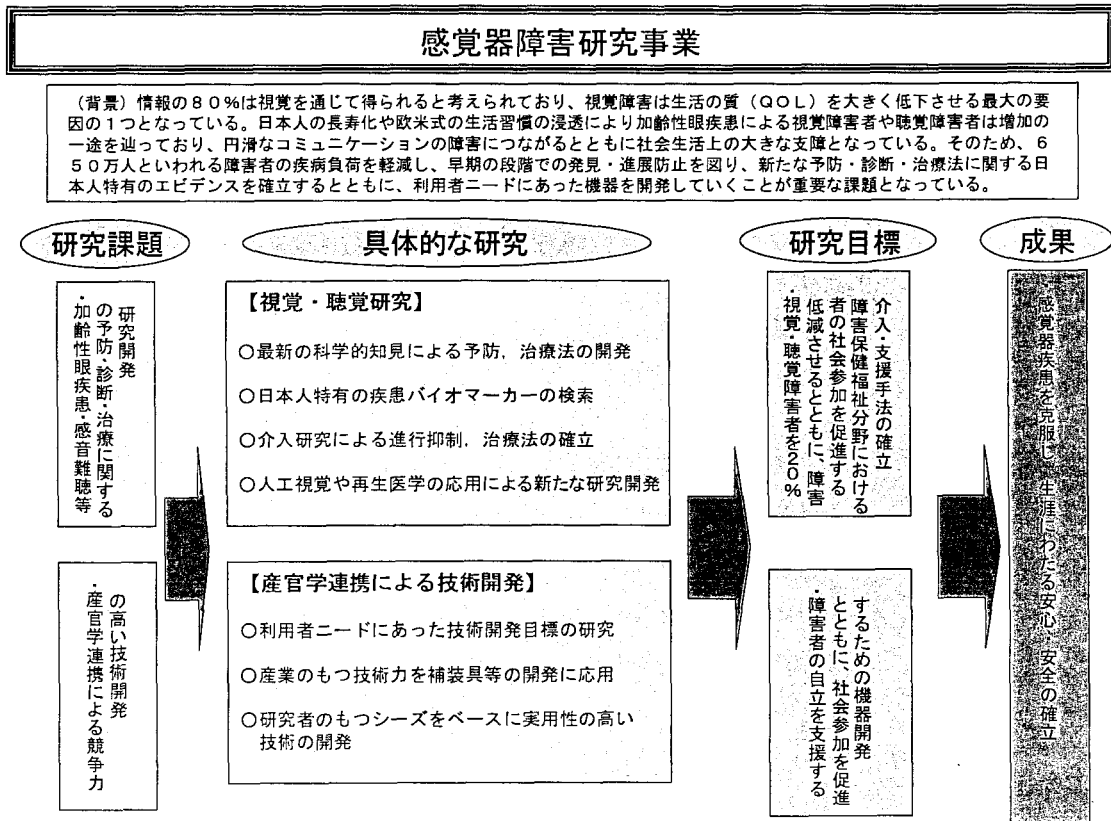 感覚器障害研究事業
(背景)情報の80%は視覚を通じて得られると考えられており、視覚障害は生活の質(QOL)を大きく低下させる最大の要
因の1つとなっている。日本人の長寿化や欧米式の生活習慣の浸透により加齢性眼疾患による視覚障害者や聴覚障害者は増加の
一途を辿っており、円滑なコミュニケーションの障害につながるとともに社会生活上の大きな支障となっている。そのため、6
50万人といわれる障害者の疾病負荷を軽減し、早期の段階での発見・進展防止を図り、新たな予防・診断・治療法に関する日
本人特有のエビデンスを確立するとともに、利用者ニードにあった機器を開発していくことが重要な課題となっている。
研究課題
・加齢性眼疾患・感音難聴等
の予防・診断・治療に関する
研究開発
・産官学連携による競争力
の高い技術開発
具体的な研究
【視覚・聴覚研究】
○最新の科学的知見による予防,治療法の開発
○日本人特有の疾患バイオマーカーの検索
○介入研究による進行抑制,治療法の確立
○人工視覚や再生医学の応用による新たな研究開発
【産官学連携による技術開発】
○利用者ニードにあった技術開発目標の研究
○産業のもつ技術力を補装具等の開発に応用
○研究者のもつシーズをベースに実用性の高い
技術の開発
研究目標
・視覚・聴覚障害者を20%
低減させるとともに、障害
者の社会参加を促進する
障害保健福祉分野における
介入・支援手法の確立
・障害者の自立を支援する
とともに、社会参加を促進
するための機器開発
成果
感覚器疾患を克服し、生涯にわたる安心・安全の確立